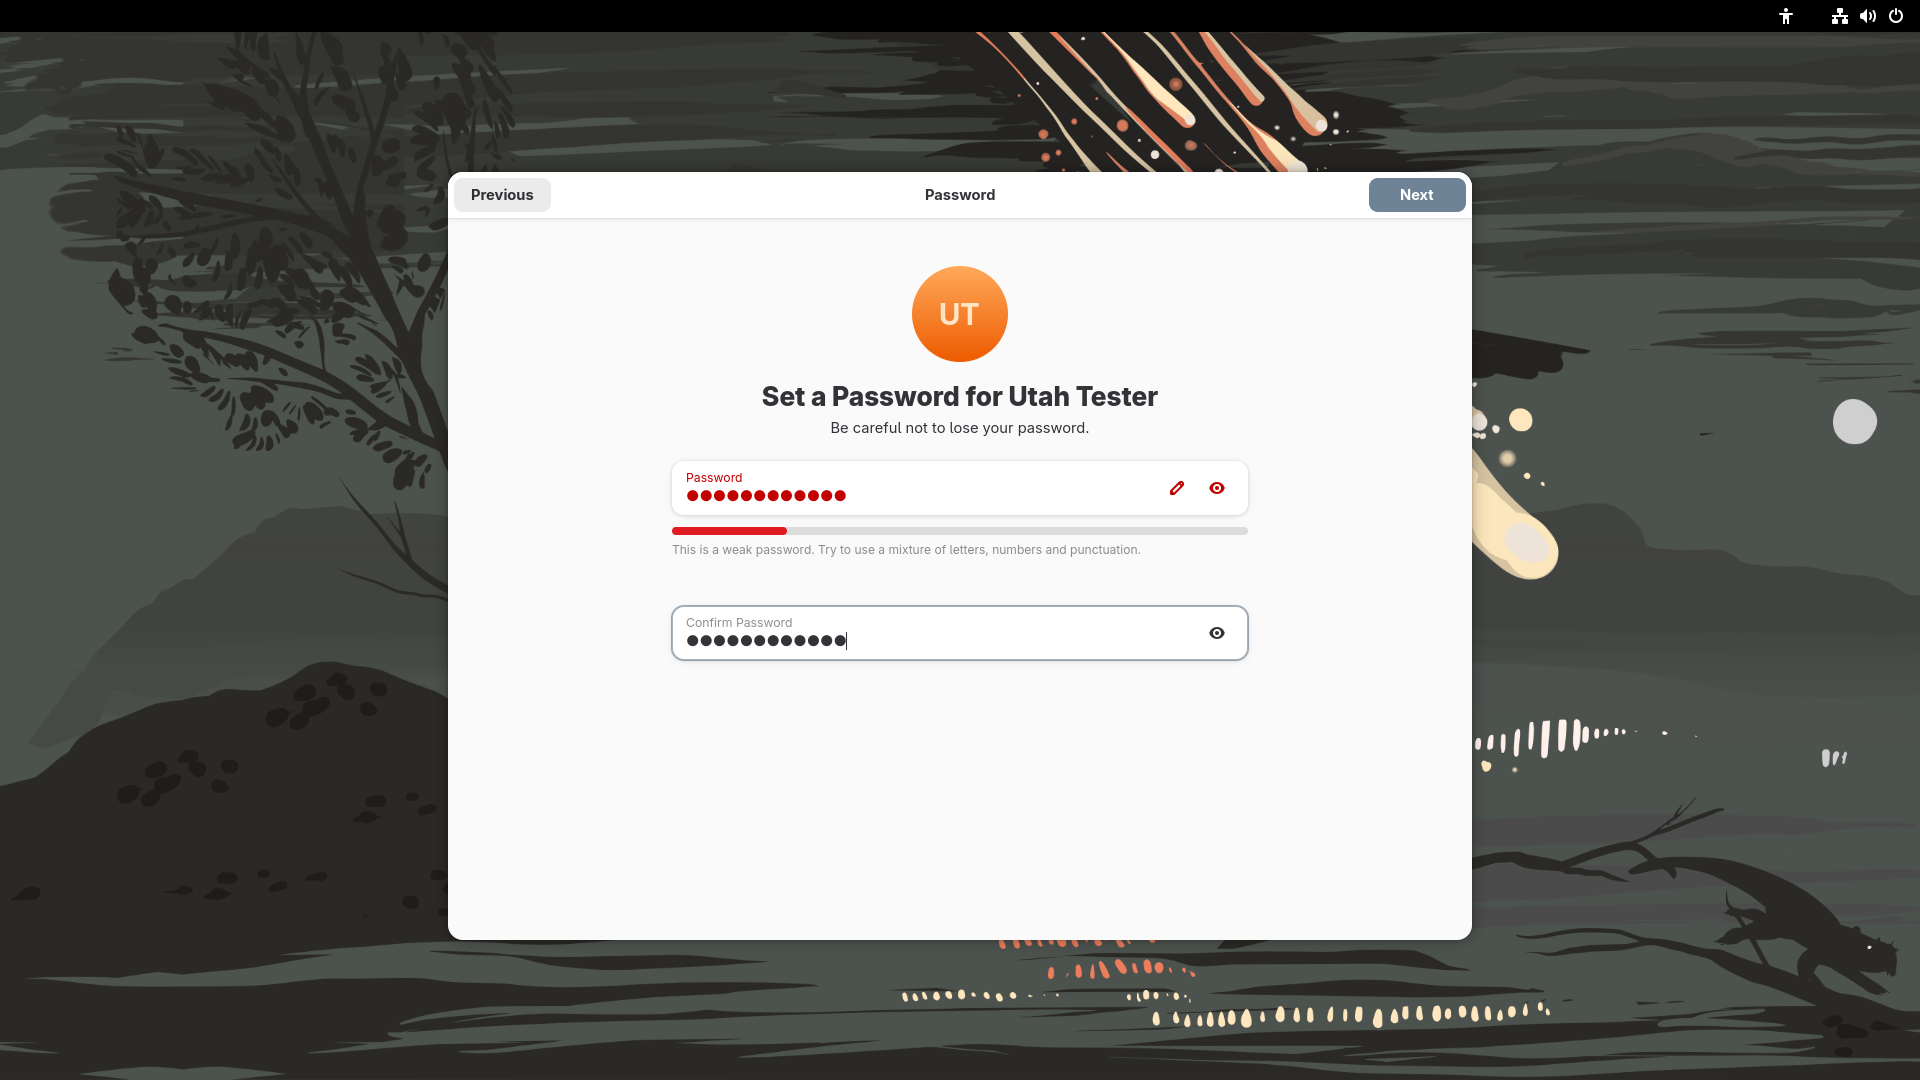 Previous
Password
Next
UT
Set a Password for Utah Tester
Be careful not to lose your password.
Password
●●●●●●●●●●●●
This is a weak password. Try to use a mixture of letters, numbers and punctuation.
Confirm Password
●●●●●●●●●●●●